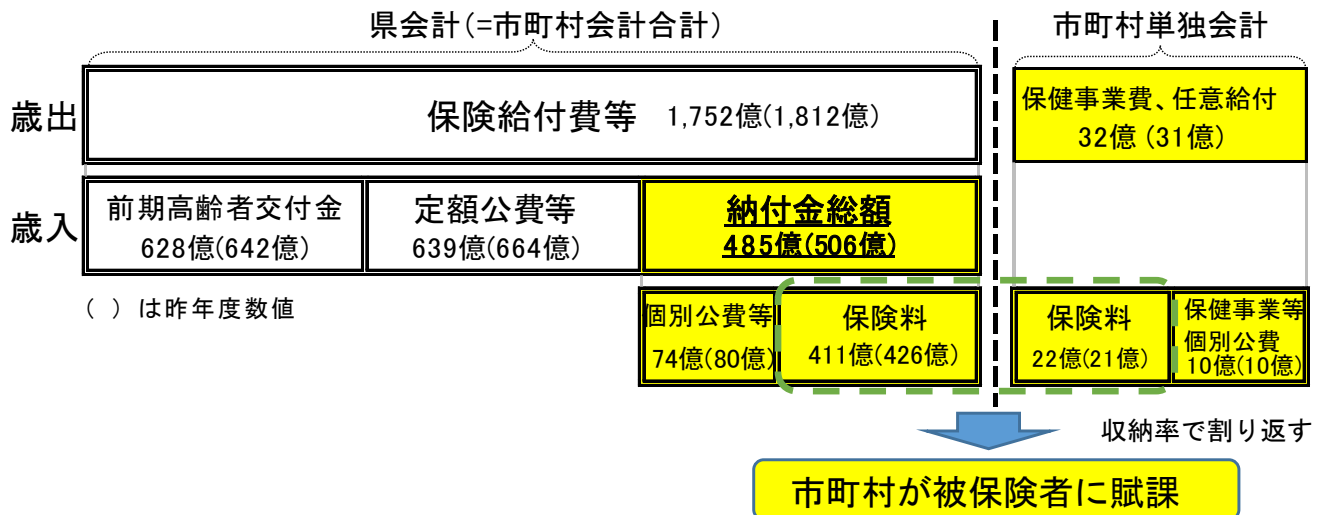 県会計(=市町村会計合計)
市町村単独会計
歳出
保険給付費等 1,752億(1,812億)
保健事業費、任意給付
32億 (31億)
歳入
前期高齢者交付金
628億(642億)
定額公費等
639億(664億)
納付金総額
485億(506億)
( ) は昨年度数値
個別公費等
74億(80億)
保険料
411億(426億)
保険料
22億(21億)
保健事業等
個別公費
10億(10億)
収納率で割り返す
市町村が被保険者に賦課